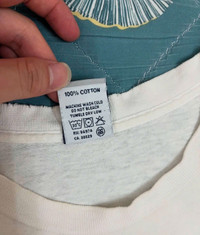 100% COTTON
MACHINE WASH COLD
DO NOT BLEACH
TUMBLE DRY LOW